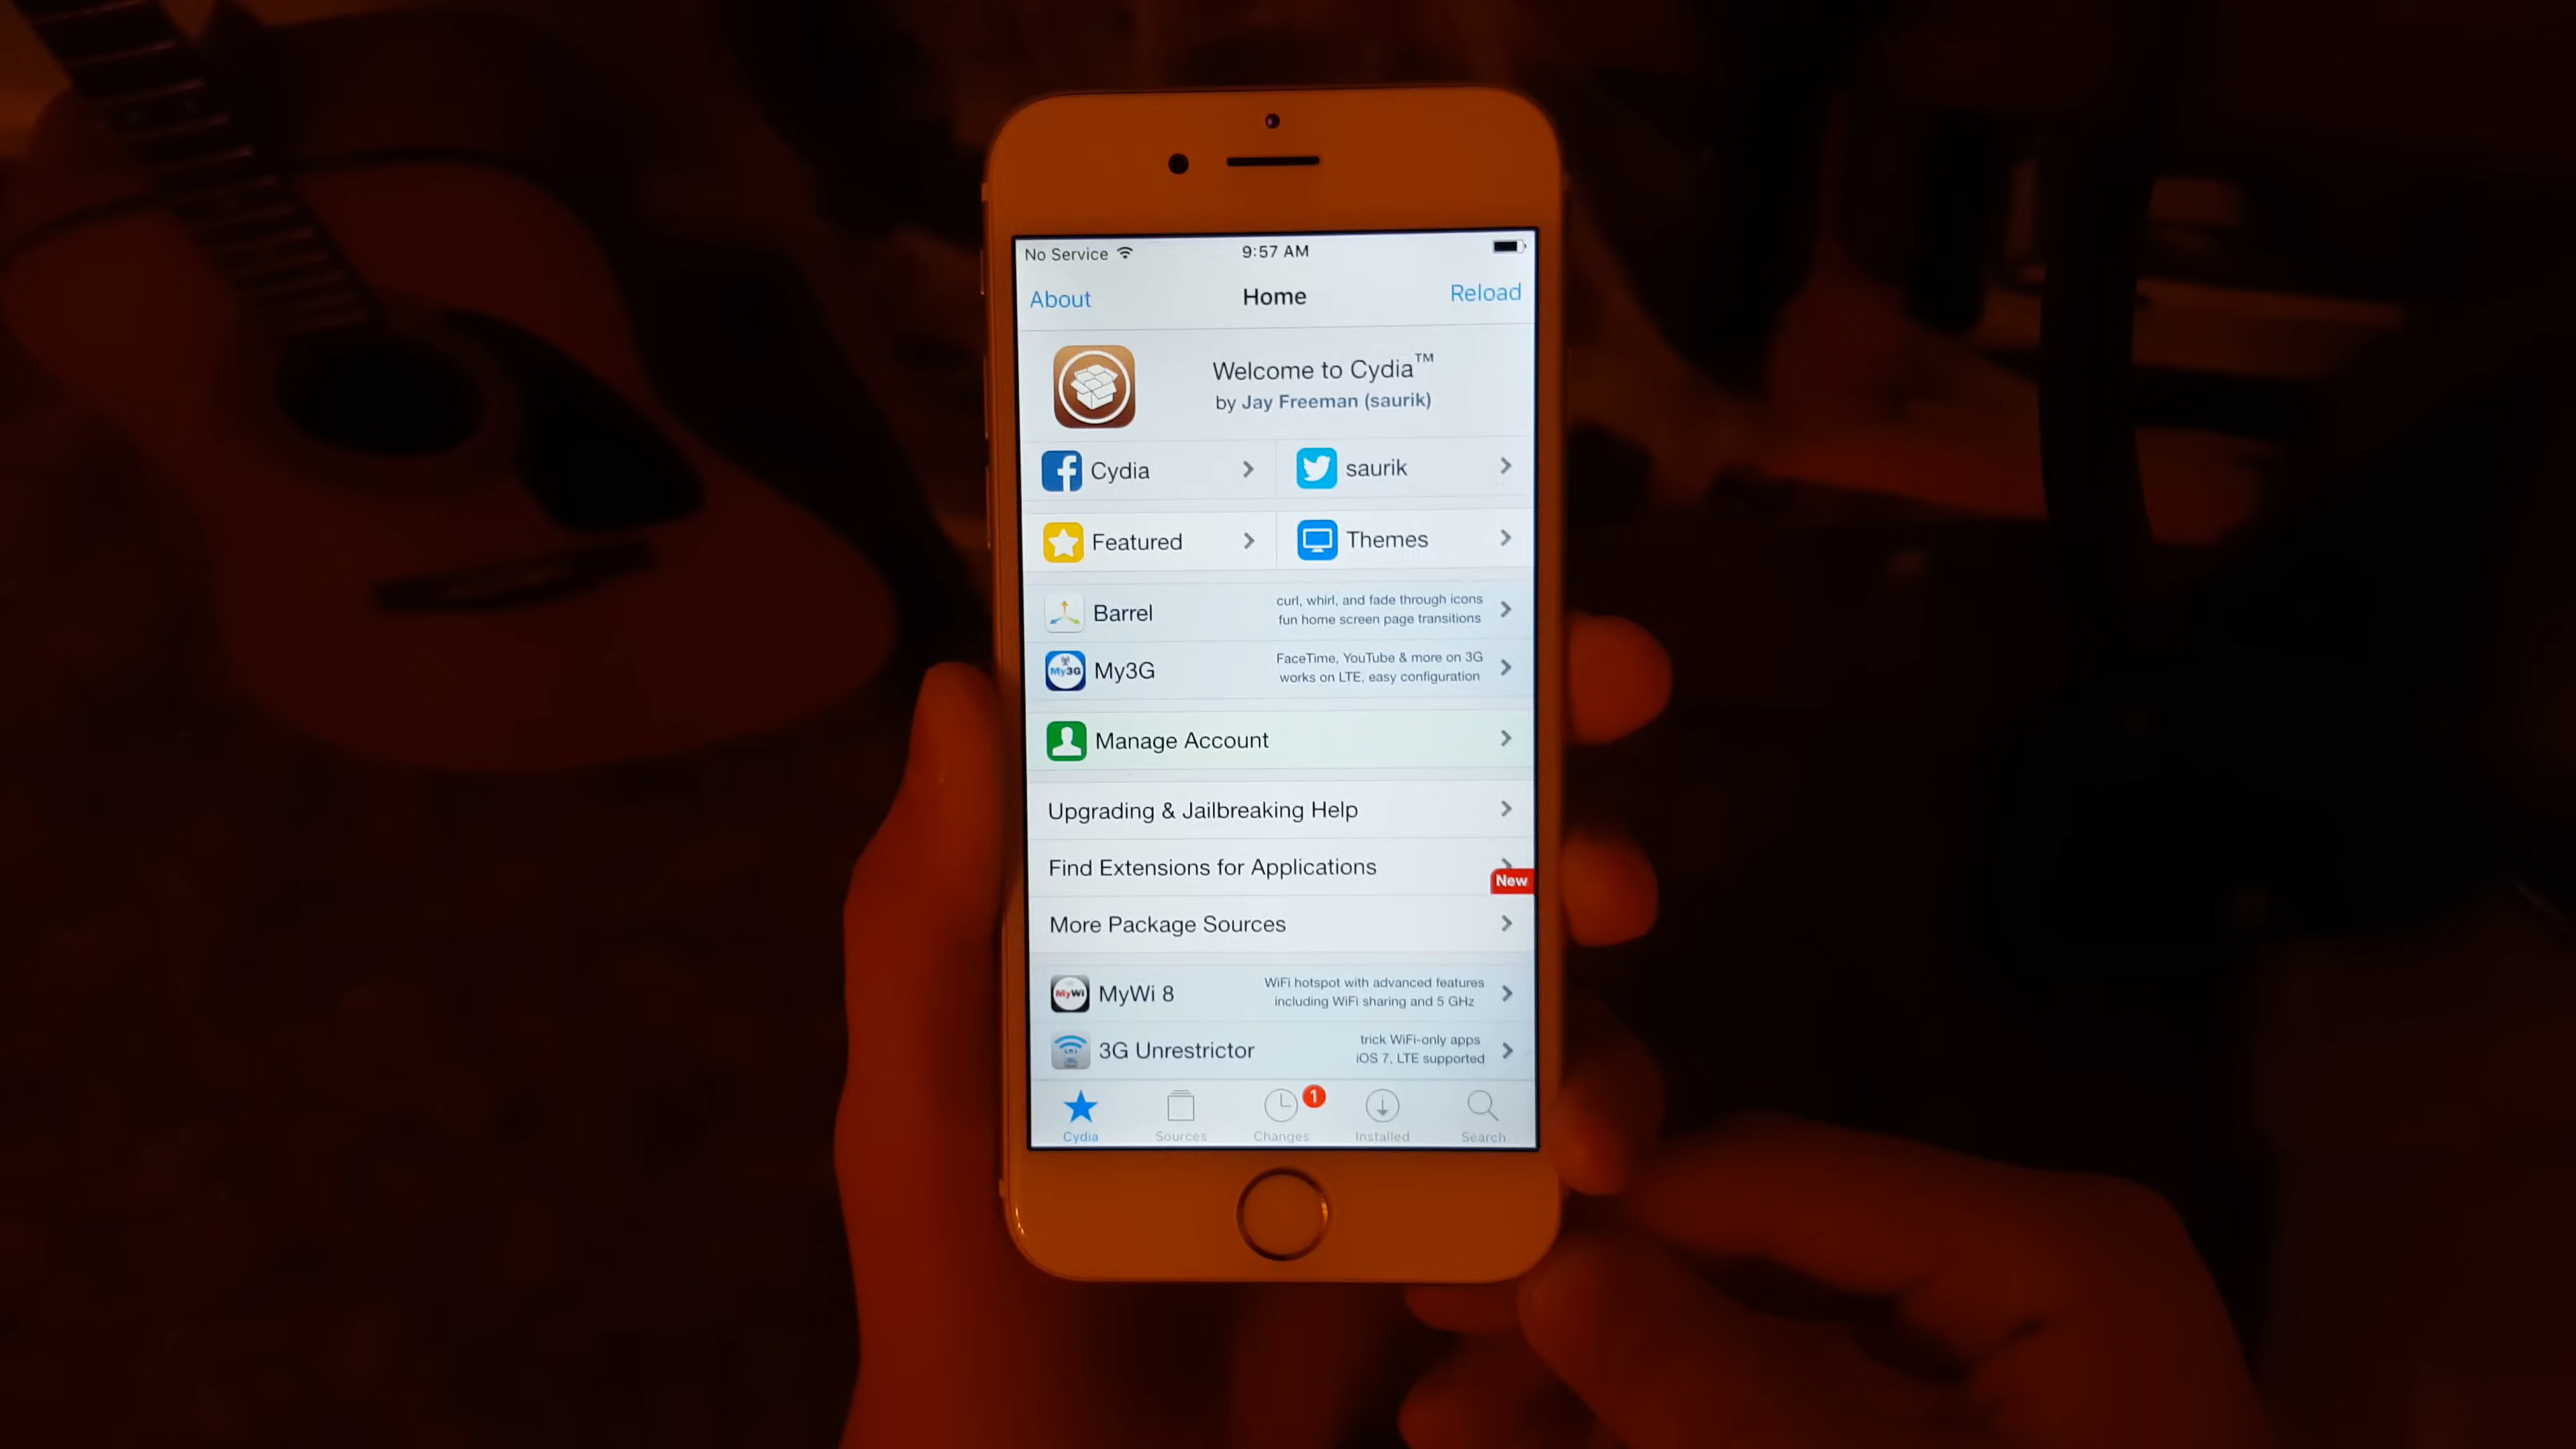 No Service
9:57 AM
About
Home
Reload
Welcome to Cydia™
by Jay Freeman (saurik)
Cydia
saurik
Featured
Themes
Barrel
curl, whirl, and fade through icons
fun home screen page transitions
My3G
My3G
FaceTime, YouTube & more on 3G
works on LTE, easy configuration
Manage Account
Upgrading & Jailbreaking Help
Find Extensions for Applications
New
More Package Sources
MyWi
MyWi 8
WiFi hotspot with advanced features
including WiFi sharing and 5 GHz
3G Unrestrictor
trick WiFi-only apps
iOS 7, LTE supported
1
Cydia
Sources
Changes
Installed
Search